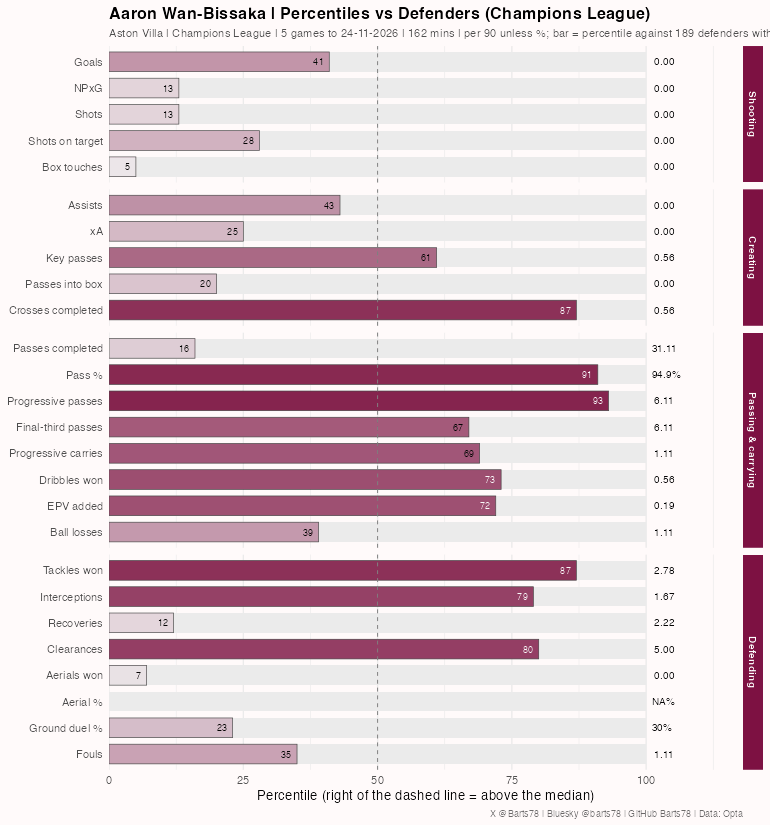 Aaron Wan-Bissaka | Percentiles vs Defenders (Champions League)
Aston Villa | Champions League | 5 games to 24-11-2026 | 162 mins | per 90 unless %; bar = percentile against 189 defenders with
Goals 41 0.00
NPxG 13 0.00
Shots 13 0.00
Shots on target 28 0.00
Box touches 5 0.00
Shooting
Assists 43 0.00
xA 25 0.00
Key passes 61 0.56
Passes into box 20 0.00
Crosses completed 87 0.56
Creating
Passes completed 16 31.11
Pass % 91 94.9%
Progressive passes 93 6.11
Final-third passes 67 6.11
Progressive carries 69 1.11
Dribbles won 73 0.56
EPV added 72 0.19
Ball losses 39 1.11
Passing & carrying
Tackles won 87 2.78
Interceptions 79 1.67
Recoveries 12 2.22
Clearances 80 5.00
Aerials won 7 0.00
Aerial % NA%
Ground duel % 23 30%
Fouls 35 1.11
Defending
0 25 50 75 100
Percentile (right of the dashed line = above the median)
X @Barts78 | Bluesky @barts78 | GitHub Barts78 | Data: Opta